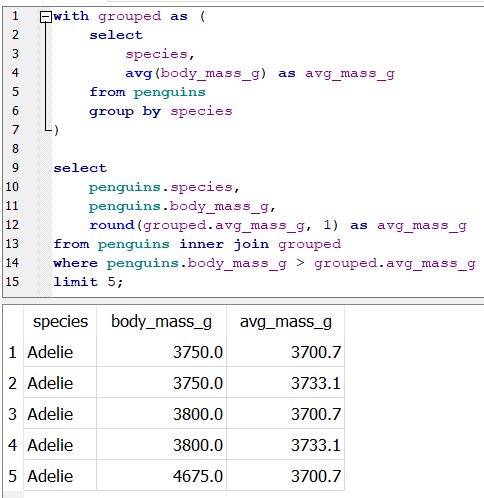 1 with grouped as (
2     select
3         species,
4         avg(body_mass_g) as avg_mass_g
5     from penguins
6     group by species
7 )
8
9 select
10     penguins.species,
11     penguins.body_mass_g,
12     round(grouped.avg_mass_g, 1) as avg_mass_g
13 from penguins inner join grouped
14 where penguins.body_mass_g > grouped.avg_mass_g
15 limit 5;
species body_mass_g avg_mass_g
1 Adelie 3750.0 3700.7
2 Adelie 3750.0 3733.1
3 Adelie 3800.0 3700.7
4 Adelie 3800.0 3733.1
5 Adelie 4675.0 3700.7